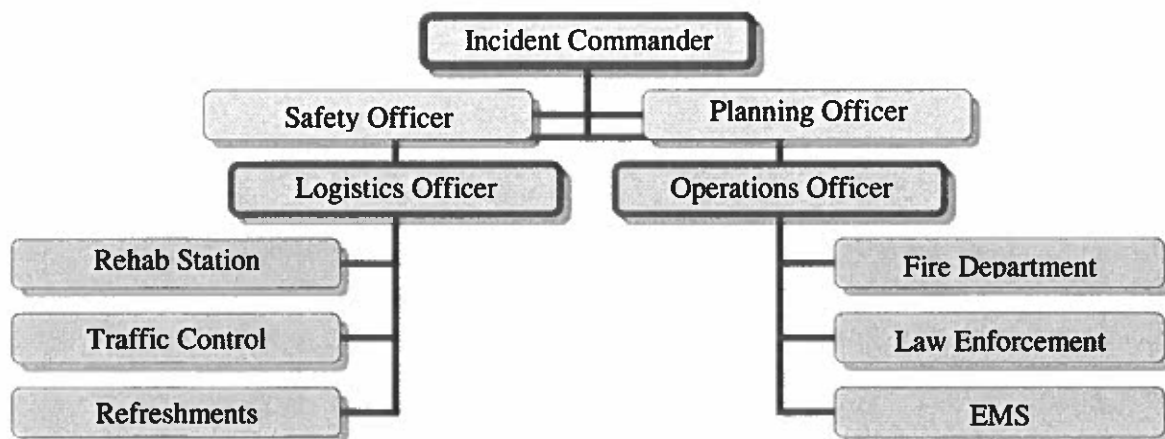 Incident Commander
Safety Officer
Planning Officer
Logistics Officer
Operations Officer
Rehab Station
Fire Department
Traffic Control
Law Enforcement
Refreshments
EMS